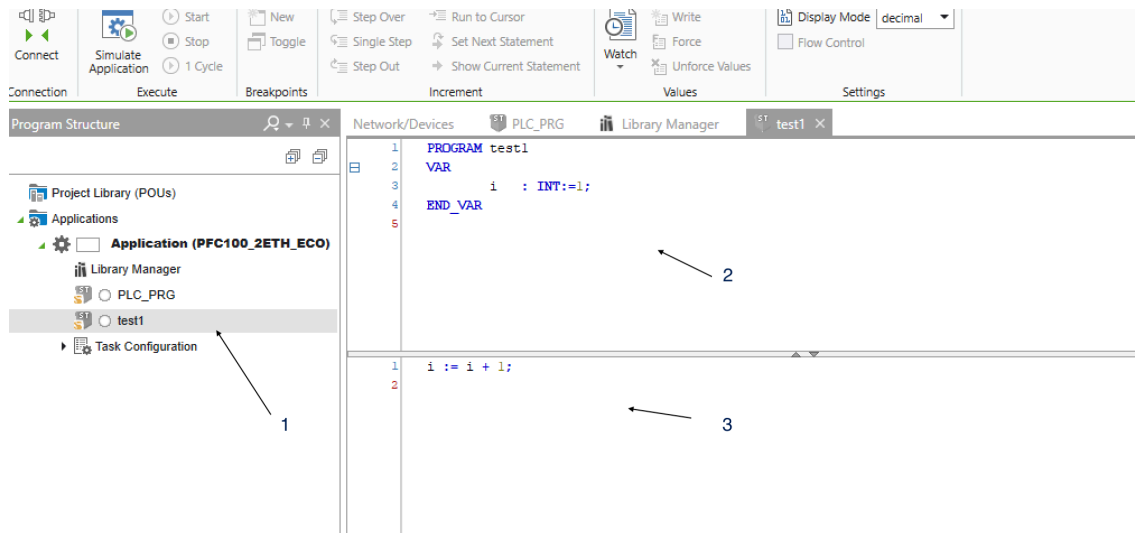 Start New Step Over Run to Cursor Write Display Mode decimal
Connect Simulate Application Stop Toggle Single Step Set Next Statement Watch Force Flow Control
1 Cycle Step Out Show Current Statement Unforce Values
Connection Execute Breakpoints Increment Values Settings
Program Structure
Network/Devices ST PLC_PRG Library Manager ST test1
Project Library (POUs)
Applications
Application (PFC100_2ETH_ECO)
Library Manager
ST PLC_PRG
ST test1
Task Configuration
1
1 PROGRAM test1
2 VAR
3 i : INT:=1;
4 END_VAR
5
2
1 i := i + 1;
2
3